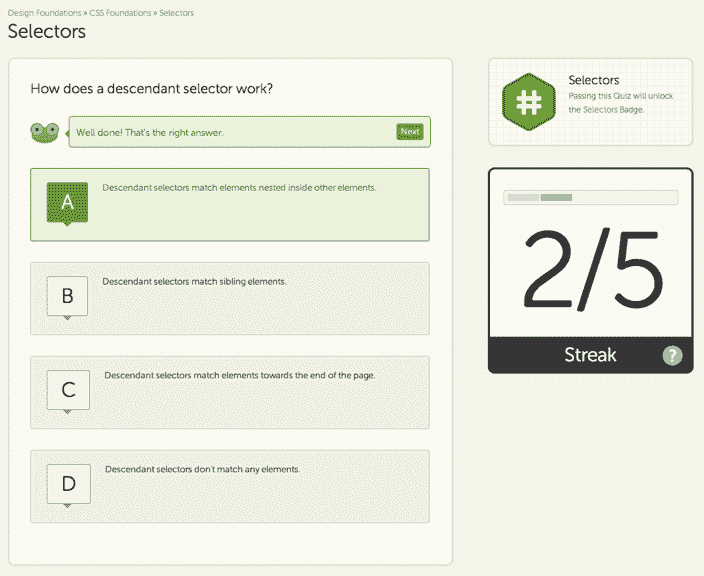 Design Foundations » CSS Foundations » Selectors
Selectors
How does a descendant selector work?
Well done! That's the right answer.
Next
A
Descendant selectors match elements nested inside other elements.
B
Descendant selectors match sibling elements.
C
Descendant selectors match elements towards the end of the page.
D
Descendant selectors don't match any elements.
#
Selectors
Passing this Quiz will unlock
the Selectors Badge.
2/5
Streak
?